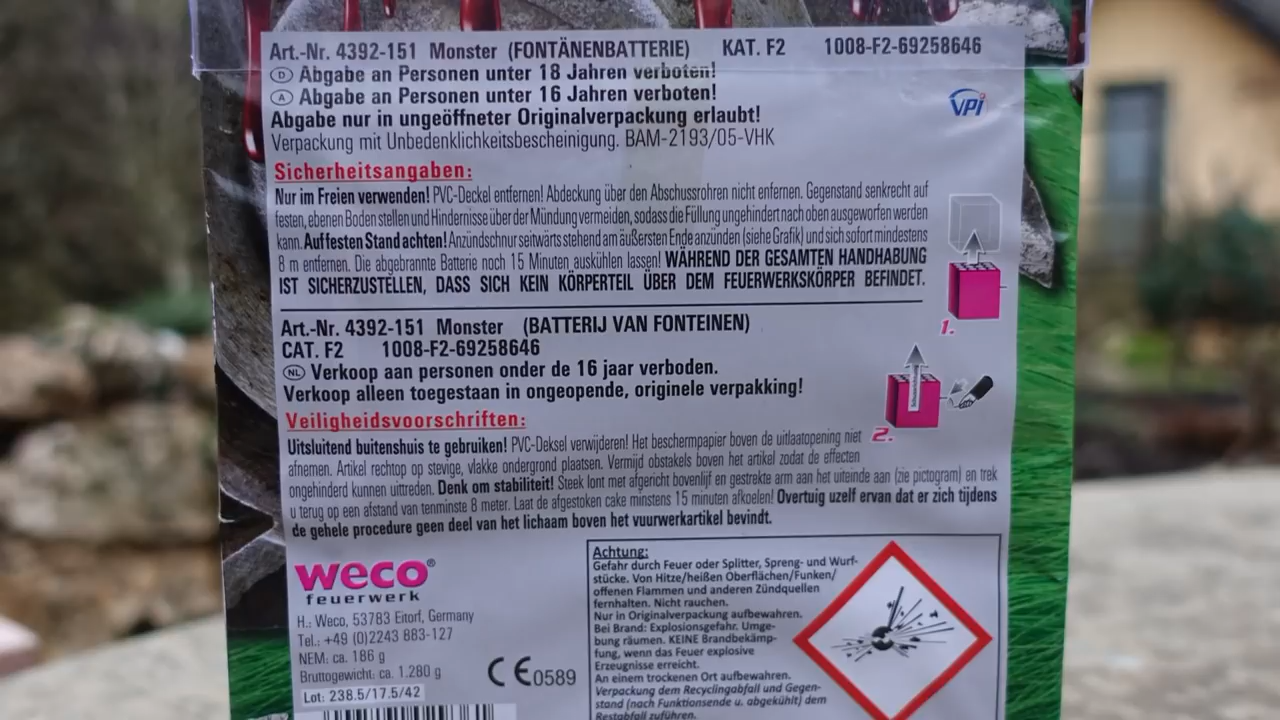 Art.-Nr. 4392-151 Monster (FONTÄNENBATTERIE) KAT. F2 1008-F2-69258646
D Abgabe an Personen unter 18 Jahren verboten!
A Abgabe an Personen unter 16 Jahren verboten!
Abgabe nur in ungeöffneter Originalverpackung erlaubt!
VPI
Verpackung mit Unbedenklichkeitsbescheinigung. BAM-2193/05-VHK
Sicherheitsangaben:
Nur im Freien verwenden! PVC-Deckel entfernen! Abdeckung über den Abschussrohren nicht enfernen. Gegenstand senkrecht auf
festen, ebenen Boden stellen und Hindernisse über der Mündung vermeiden, sodass die Füllung ungehindert nach oben ausgeworfen werden
kann. Auf festen Stand achten! Anzündschnur seitwärts stehend am äußersten Ende anzünden (siehe Grafik) und sich sofort mindestens
8 m entfernen. Die abgebrannte Batterie noch 15 Minuten auskühlen lassen! WÄHREND DER GESAMTEN HANDHABUNG
IST SICHERZUSTELLEN, DASS SICH KEIN KÖRPERTEIL ÜBER DEM FEUERWERKSKÖRPER BEFINDET.
1.
Art.-Nr. 4392-151 Monster (BATTERIJ VAN FONTEINEN)
CAT. F2 1008-F2-69258646
NL Verkoop aan personen onder de 16 jaar verboden.
Verkoop alleen toegestaan in ongeopende, originele verpakking!
2.
Veiligheidsvoorschriften:
Uitsluitend buitenshuis te gebruiken! PVC-Deksel verwijderen! Het beschermpapier boven de uitlaatopening niet
afnemen. Artikel rechtop op stevige, vlakke ondergrond plaatsen. Vermijd obstakels boven het artikel zodat de effecten
ongehinderd kunnen uittreden. Denk om stabiliteit! Steek lont met afgericht bovenlijf en gestrekte arm aan het uiteinde aan (zie pictogram) en trek
u terug op een afstand van tenminste 8 meter. Laat de afgestoken cake minstens 15 minuten afkoelen! Overtuig uzelf ervan dat er zich tijdens
de gehele procedure geen deel van het lichaam boven het vuurwerkartikel bevindt.
weco®
feuerwerk
H.: Weco, 53783 Eitorf, Germany
Tel.: +49 (0)2243 883-127
NEM: ca. 186 g
Bruttogewicht: ca. 1.280 g
Lot: 238.5/17.5/42
CE0589
Achtung:
Gefahr durch Feuer oder Splitter, Spreng- und Wurf-
stücke. Von Hitze/heißen Oberflächen/Funken/
offenen Flammen und anderen Zündquellen
fernhalten. Nicht rauchen.
Nur in Originalverpackung aufbewahren.
Bei Brand: Explosionsgefahr. Umge-
bung räumen. KEINE Brandbekämp-
fung, wenn das Feuer explosive
Erzeugnisse erreicht.
An einem trockenen Ort aufbewahren.
Verpackung dem Recyclingabfall und Gegen-
stand (nach Funktionsende u. abgekühlt) dem
Restabfall zuführen.